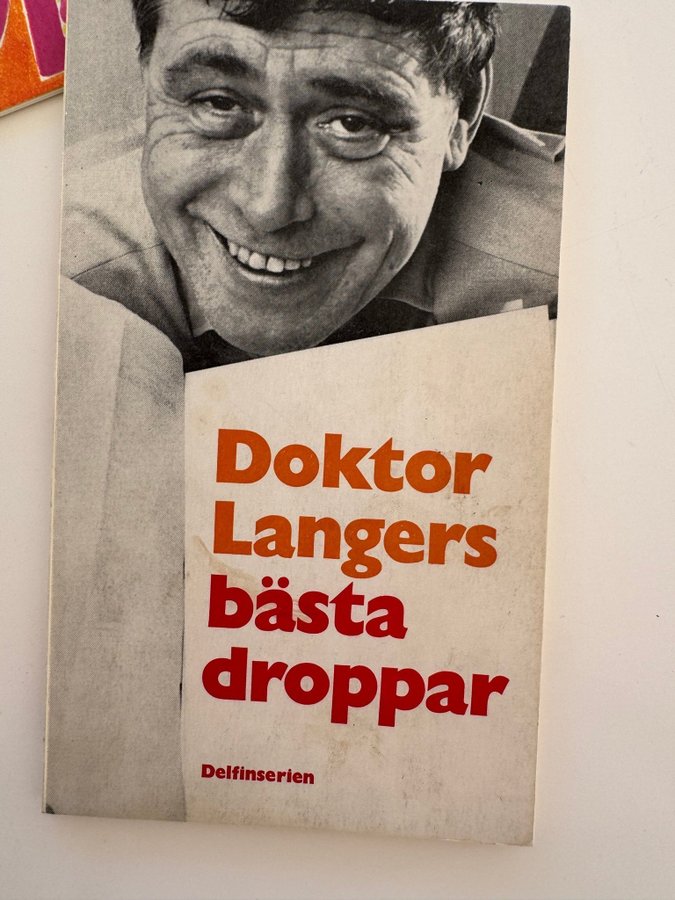 Doktor
Langers
bästa
droppar
Delfinserien